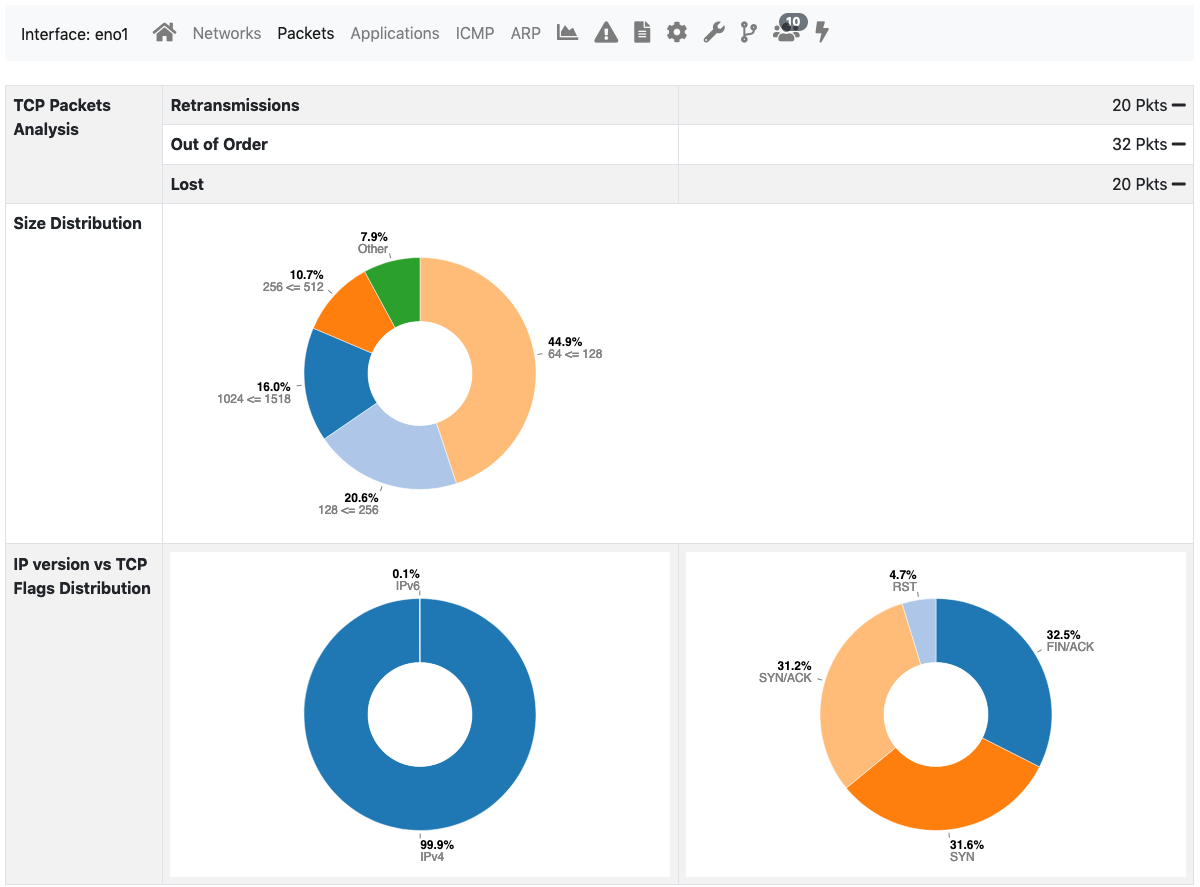 Interface: eno1 Networks Packets Applications ICMP ARP 10
TCP Packets
Analysis
Retransmissions 20 Pkts
Out of Order 32 Pkts
Lost 20 Pkts
Size Distribution
7.9%
Other
10.7%
256 <= 512
44.9%
64 <= 128
16.0%
1024 <= 1518
20.6%
128 <= 256
IP version vs TCP
Flags Distribution
0.1%
IPv6
99.9%
IPv4
4.7%
RST
32.5%
FIN/ACK
31.2%
SYN/ACK
31.6%
SYN